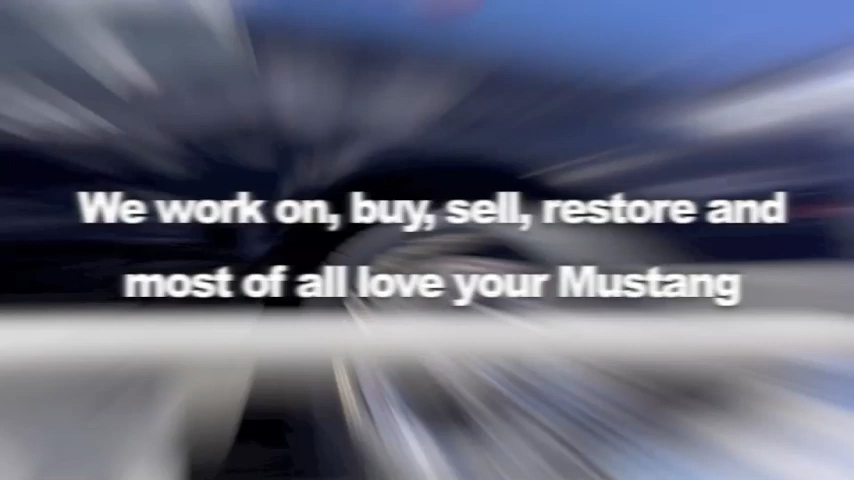 We work on, buy, sell, restore and
most of all love your Mustang